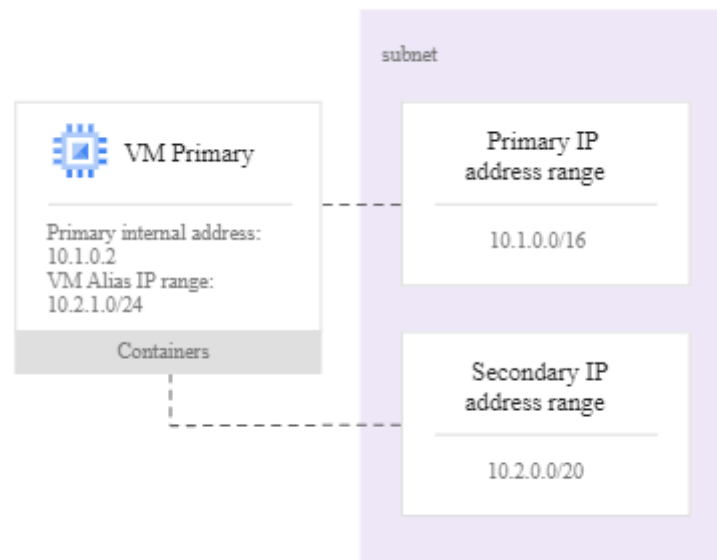 subnet
VM Primary
Primary internal address:
10.1.0.2
VM Alias IP range:
10.2.1.0/24
Containers
Primary IP
address range
10.1.0.0/16
Secondary IP
address range
10.2.0.0/20